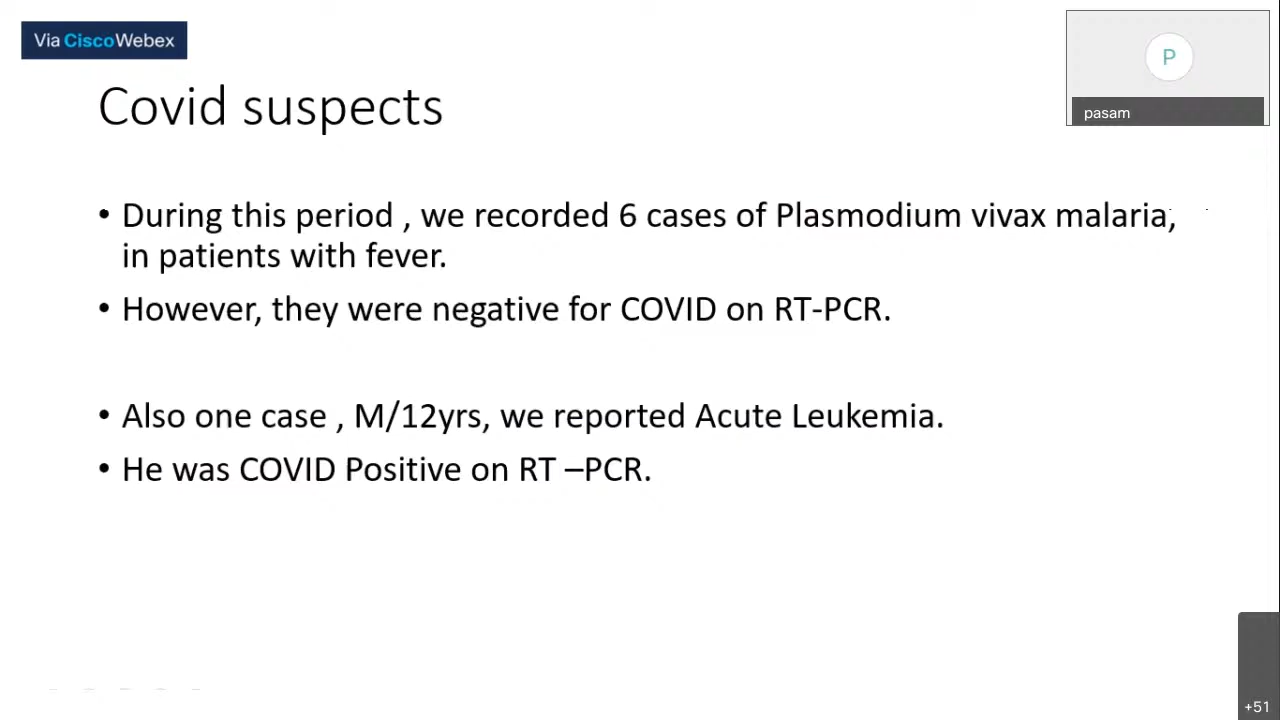 Via CiscoWebex
P
pasam
Covid suspects
• During this period , we recorded 6 cases of Plasmodium vivax malaria,
in patients with fever.
• However, they were negative for COVID on RT-PCR.
• Also one case , M/12yrs, we reported Acute Leukemia.
• He was COVID Positive on RT –PCR.
+51